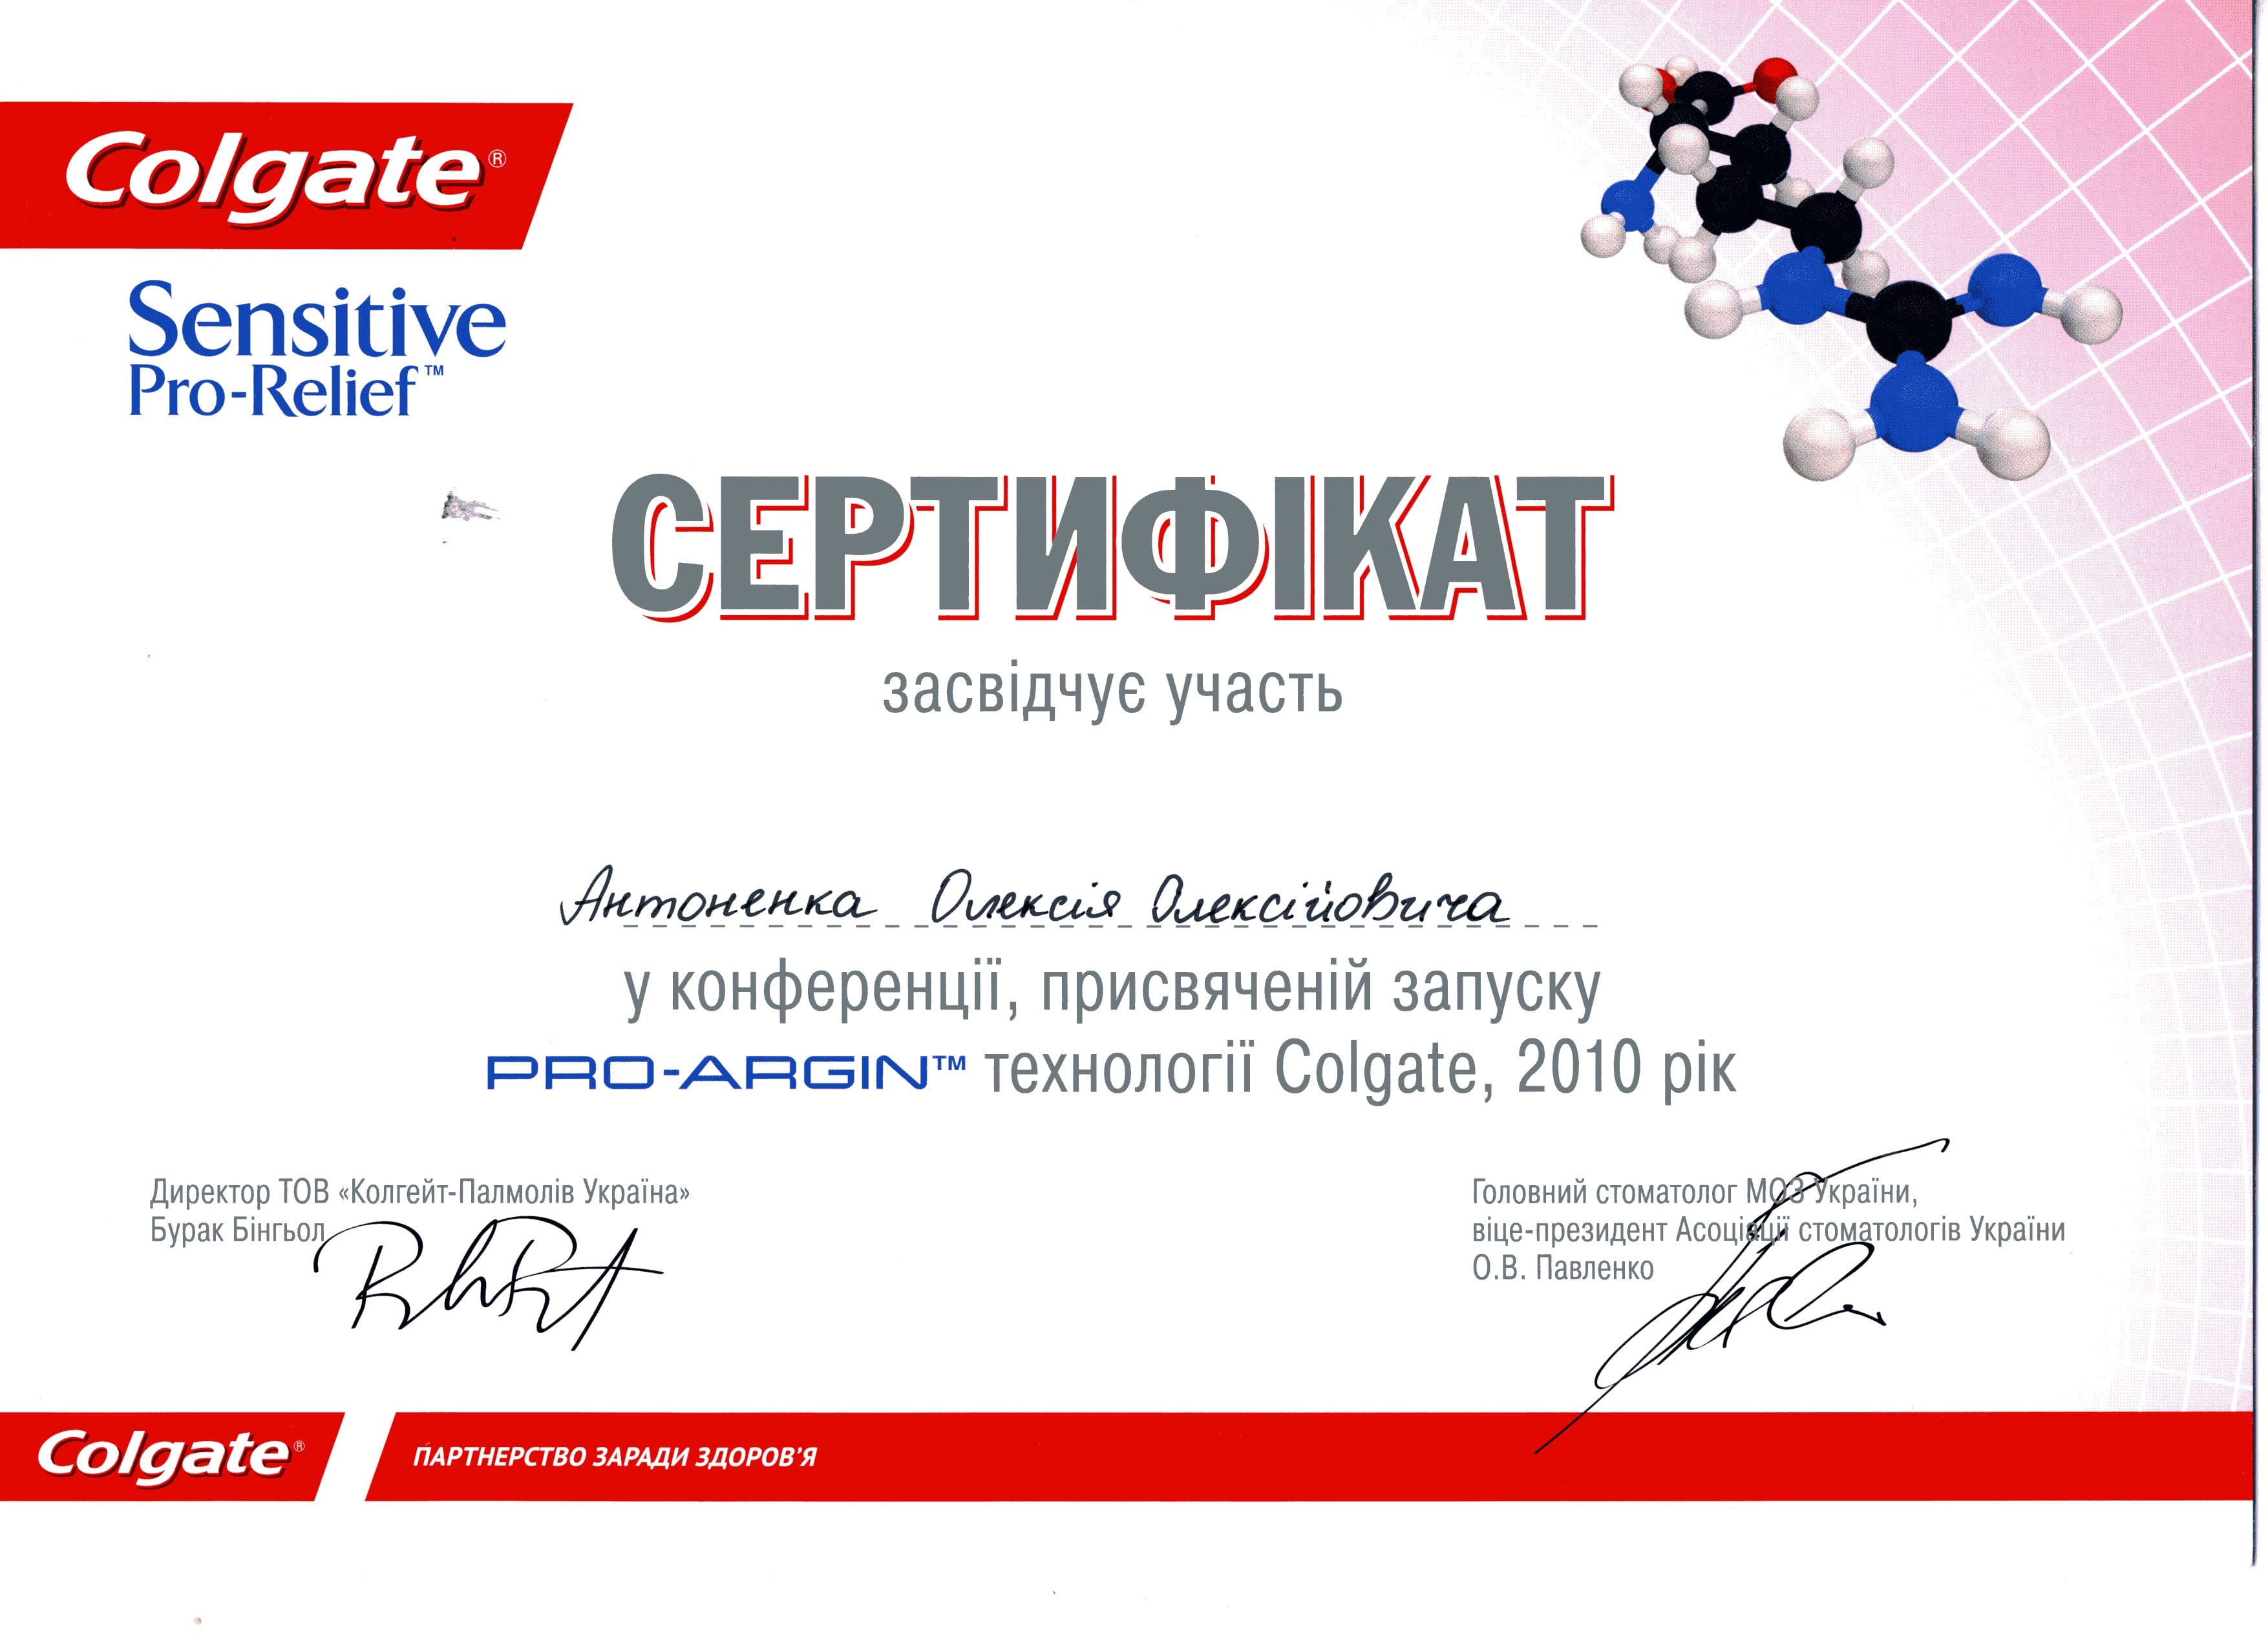 Colgate®
Sensitive
Pro-Relief™
СЕРТИФІКАТ
засвідчує участь
Антоненка Олексія Олексійовича
у конференції, присвяченій запуску
PRO-ARGIN™ технології Colgate, 2010 рік
Директор ТОВ «Колгейт-Палмолів Україна»
Бурак Бінгьол
Головний стоматолог МОЗ України,
віце-президент Асоціації стоматологів України
О.В. Павленко
Colgate®
ПАРТНЕРСТВО ЗАРАДИ ЗДОРОВ'Я